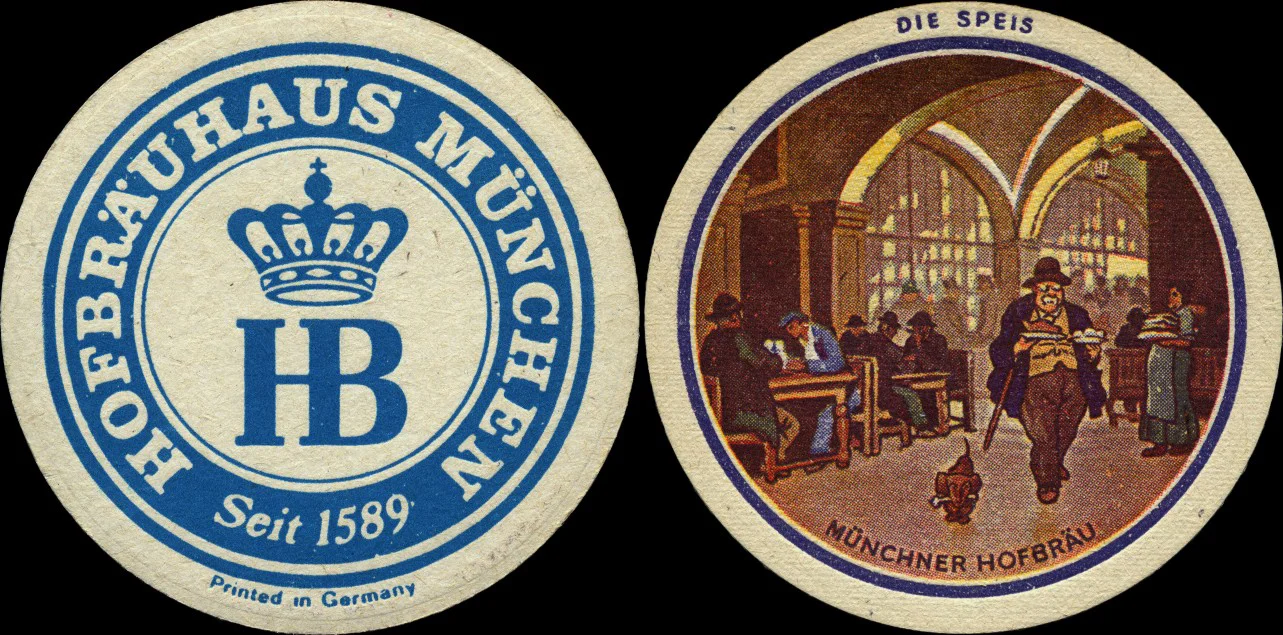 HOFBRÄUHAUS MÜNCHEN
HB
Seit 1589
Printed in Germany
DIE SPEIS
MÜNCHNER HOFBRÄU